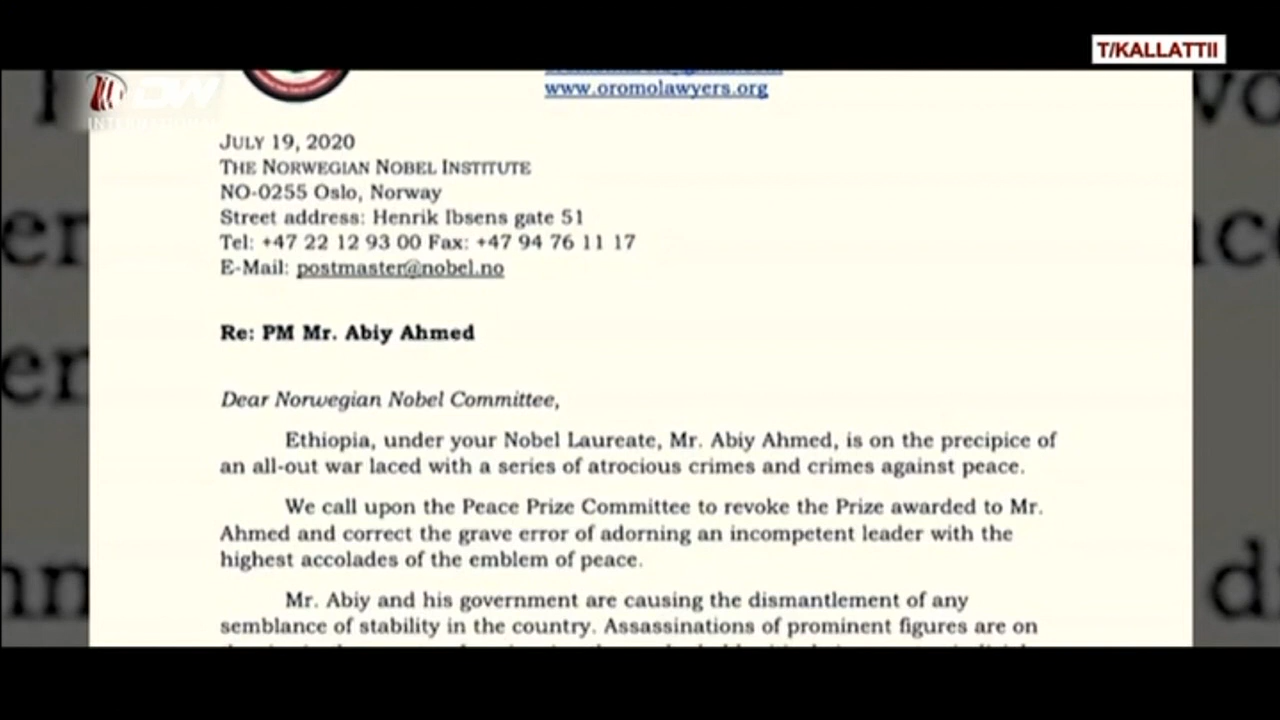 T/KALLATTII
www.oromolawyers.org
JULY 19, 2020
THE NORWEGIAN NOBEL INSTITUTE
NO-0255 Oslo, Norway
Street address: Henrik Ibsens gate 51
Tel: +47 22 12 93 00 Fax: +47 94 76 11 17
E-Mail: postmaster@nobel.no
Re: PM Mr. Abiy Ahmed
Dear Norwegian Nobel Committee,
Ethiopia, under your Nobel Laureate, Mr. Abiy Ahmed, is on the precipice of
an all-out war laced with a series of atrocious crimes and crimes against peace.
We call upon the Peace Prize Committee to revoke the Prize awarded to Mr.
Ahmed and correct the grave error of adorning an incompetent leader with the
highest accolades of the emblem of peace.
Mr. Abiy and his government are causing the dismantlement of any
semblance of stability in the country. Assassinations of prominent figures are on